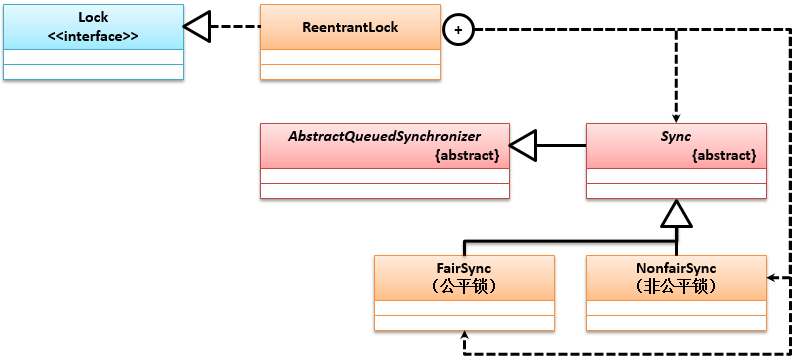 Lock
<<interface>>
ReentrantLock
+
AbstractQueuedSynchronizer
{abstract}
Sync
{abstract}
FairSync
（公平锁）
NonfairSync
（非公平锁）